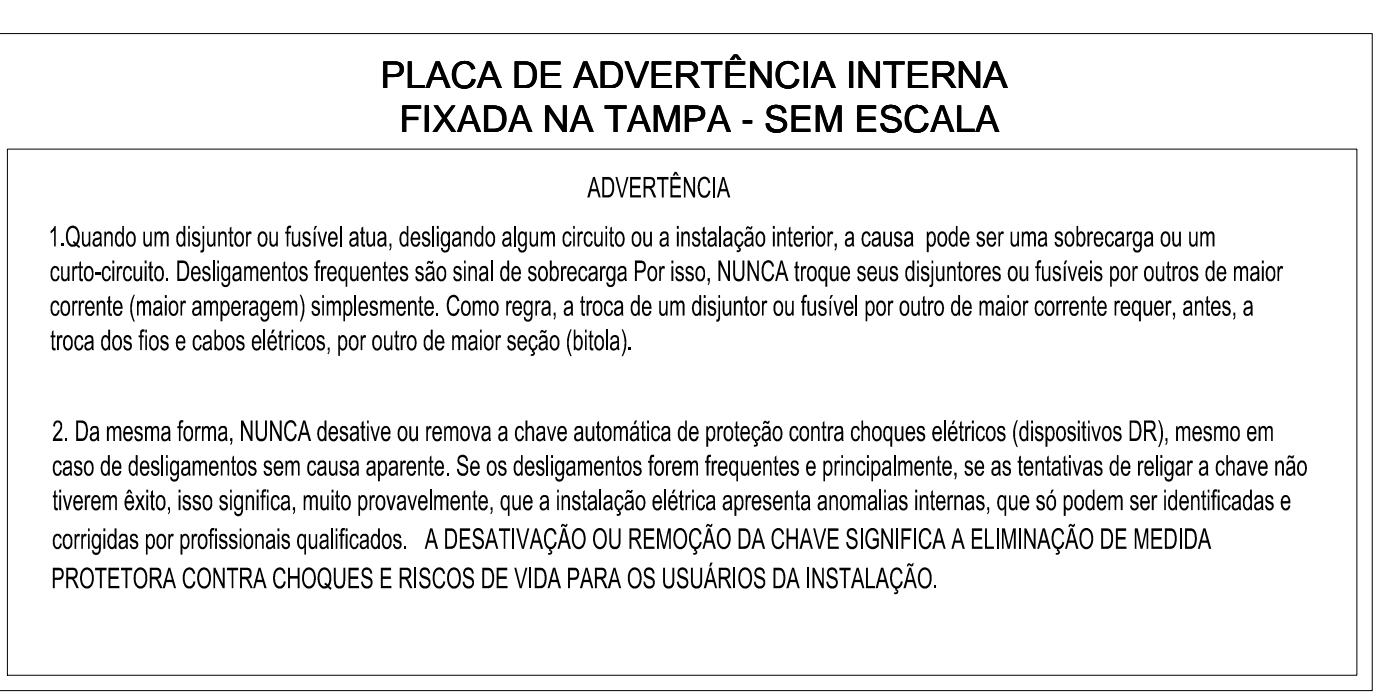 PLACA DE ADVERTÊNCIA INTERNA
FIXADA NA TAMPA - SEM ESCALA
ADVERTÊNCIA
1.Quando um disjuntor ou fusível atua, desligando algum circuito ou a instalação interior, a causa pode ser uma sobrecarga ou um
curto-circuito. Desligamentos frequentes são sinal de sobrecarga Por isso, NUNCA troque seus disjuntores ou fusíveis por outros de maior
corrente (maior amperagem) simplesmente. Como regra, a troca de um disjuntor ou fusível por outro de maior corrente requer, antes, a
troca dos fios e cabos elétricos, por outro de maior seção (bitola).
2. Da mesma forma, NUNCA desative ou remova a chave automática de proteção contra choques elétricos (dispositivos DR), mesmo em
caso de desligamentos sem causa aparente. Se os desligamentos forem frequentes e principalmente, se as tentativas de religar a chave não
tiverem êxito, isso significa, muito provavelmente, que a instalação elétrica apresenta anomalias internas, que só podem ser identificadas e
corrigidas por profissionais qualificados. A DESATIVAÇÃO OU REMOÇÃO DA CHAVE SIGNIFICA A ELIMINAÇÃO DE MEDIDA
PROTETORA CONTRA CHOQUES E RISCOS DE VIDA PARA OS USUÁRIOS DA INSTALAÇÃO.